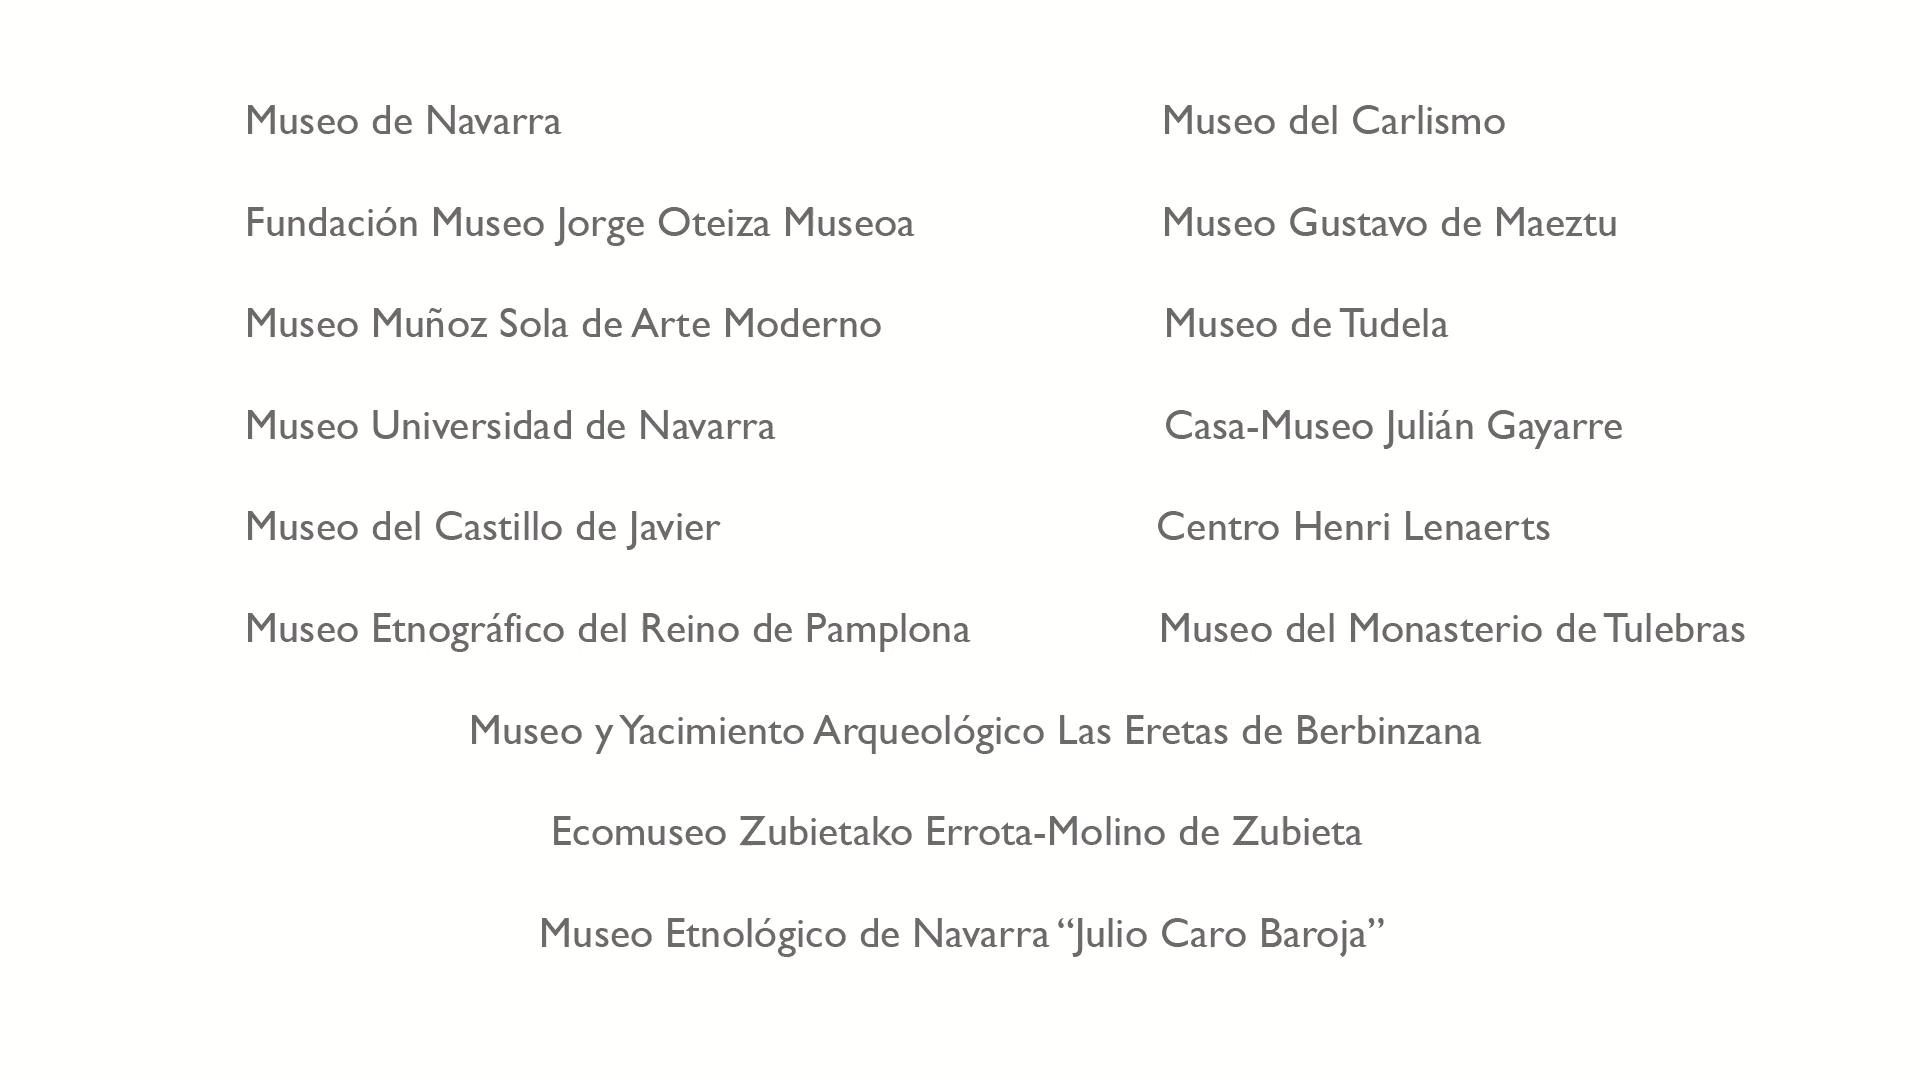 Museo de Navarra
Museo del Carlismo
Fundación Museo Jorge Oteiza Museoa
Museo Gustavo de Maeztu
Museo Muñoz Sola de Arte Moderno
Museo de Tudela
Museo Universidad de Navarra
Casa-Museo Julián Gayarre
Museo del Castillo de Javier
Centro Henri Lenaerts
Museo Etnográfico del Reino de Pamplona
Museo del Monasterio de Tulebras
Museo y Yacimiento Arqueológico Las Eretas de Berbinzana
Ecomuseo Zubietako Errota-Molino de Zubieta
Museo Etnológico de Navarra “Julio Caro Baroja”